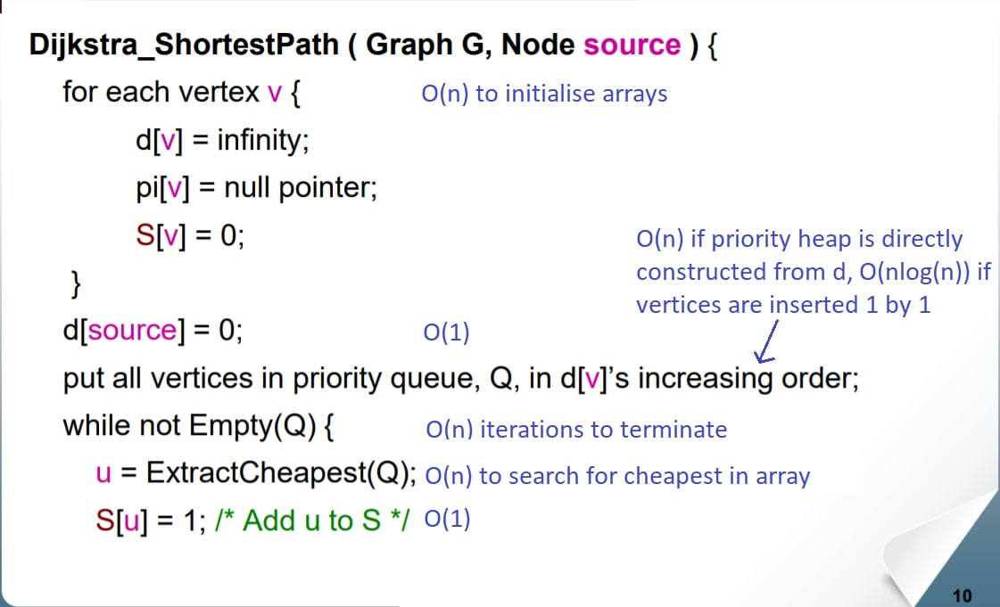 Dijkstra_ShortestPath ( Graph G, Node source ) {
for each vertex v { O(n) to initialise arrays
d[v] = infinity;
pi[v] = null pointer;
S[v] = 0;
O(n) if priority heap is directly
constructed from d, O(nlog(n)) if
vertices are inserted 1 by 1
}
d[source] = 0; O(1)
put all vertices in priority queue, Q, in d[v]’s increasing order;
while not Empty(Q) { O(n) iterations to terminate
u = ExtractCheapest(Q); O(n) to search for cheapest in array
S[u] = 1; /* Add u to S */ O(1)
10